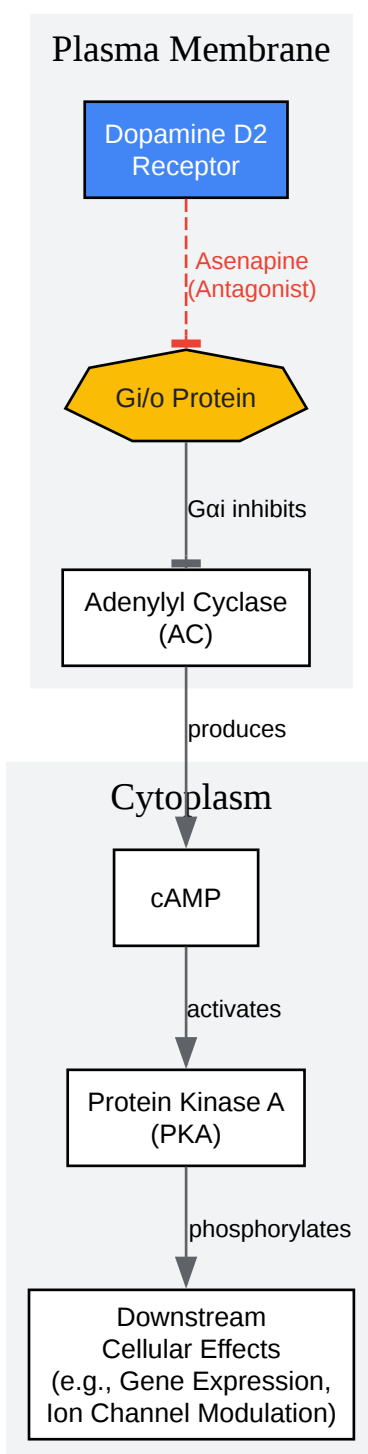 Plasma Membrane
Dopamine D2
Receptor
Asenapine
(Antagonist)
Gi/o Protein
Gαi inhibits
Adenylyl Cyclase
(AC)
produces
Cytoplasm
cAMP
activates
Protein Kinase A
(PKA)
phosphorylates
Downstream
Cellular Effects
(e.g., Gene Expression,
Ion Channel Modulation)